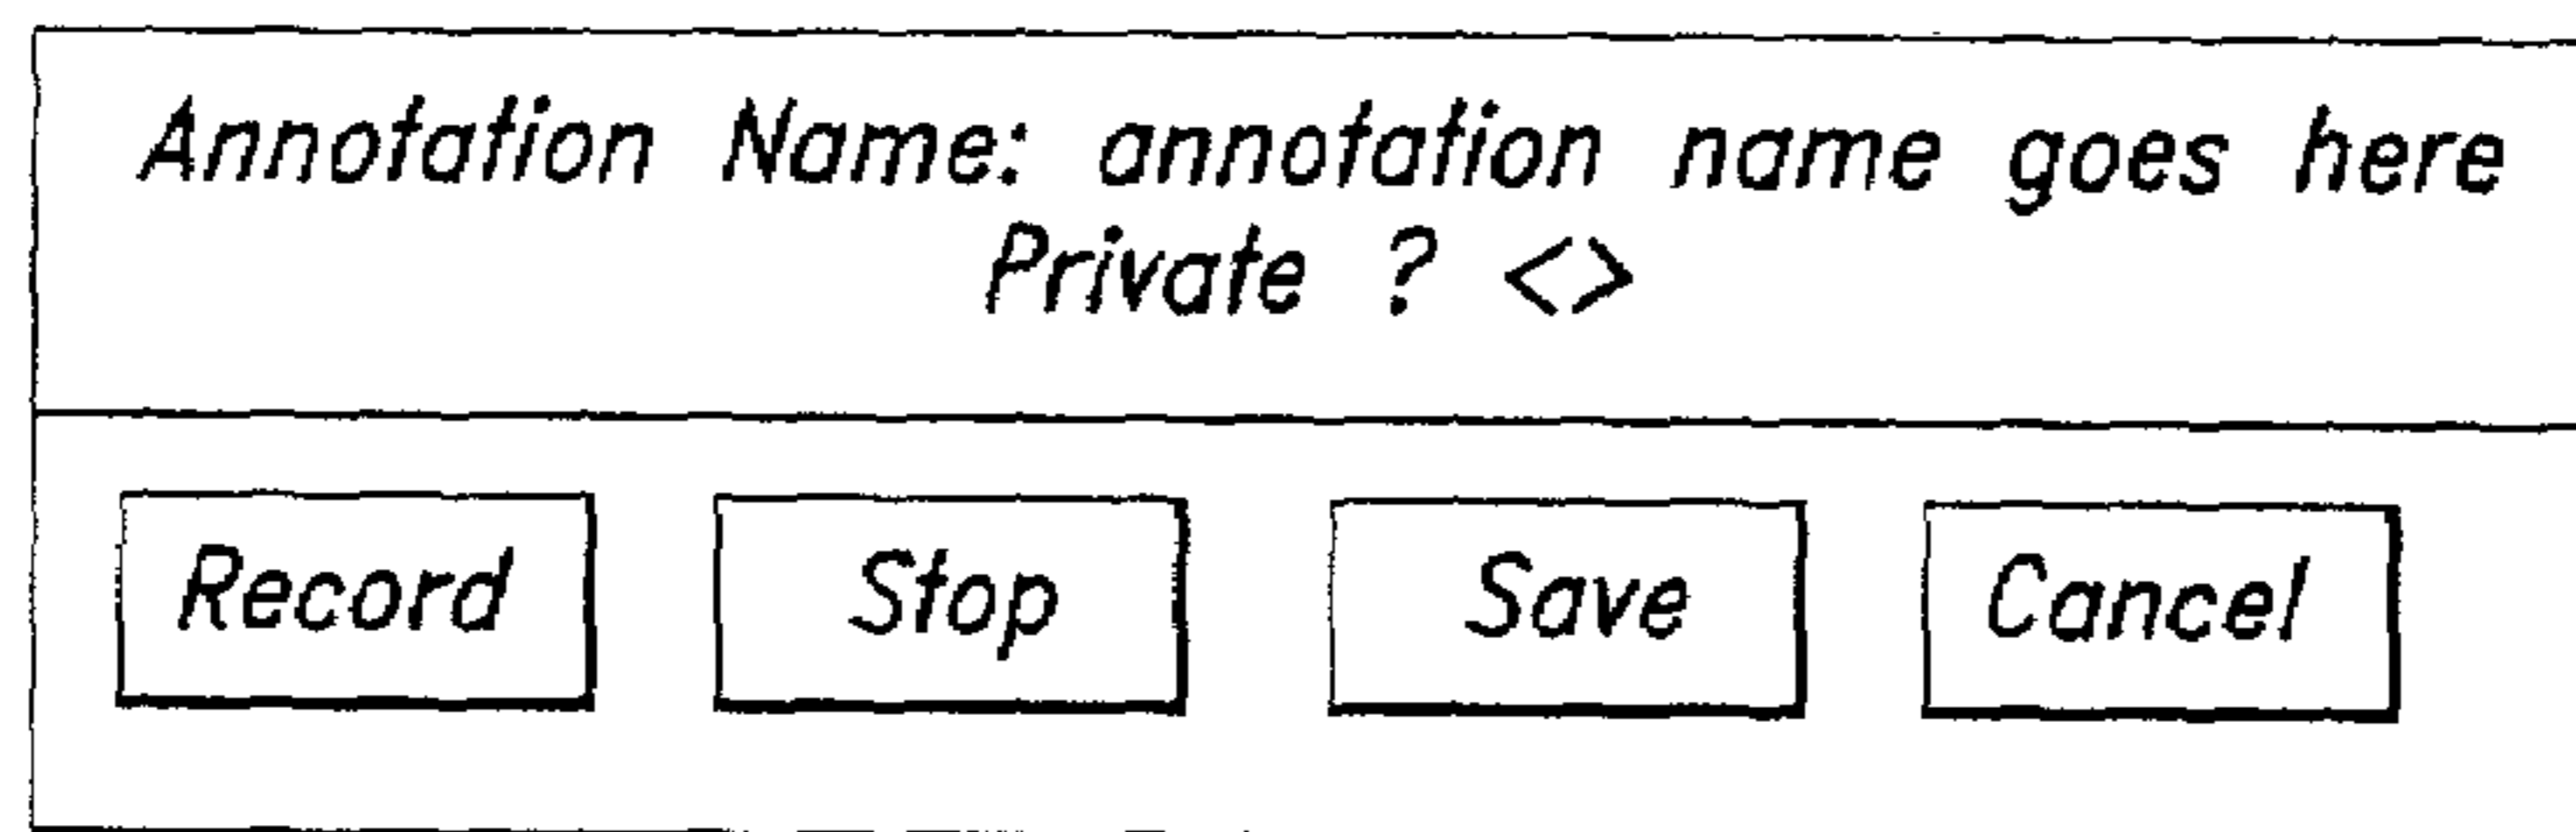 Annotation Name: annotation name goes here
Private ? <>
Record Stop Save Cancel